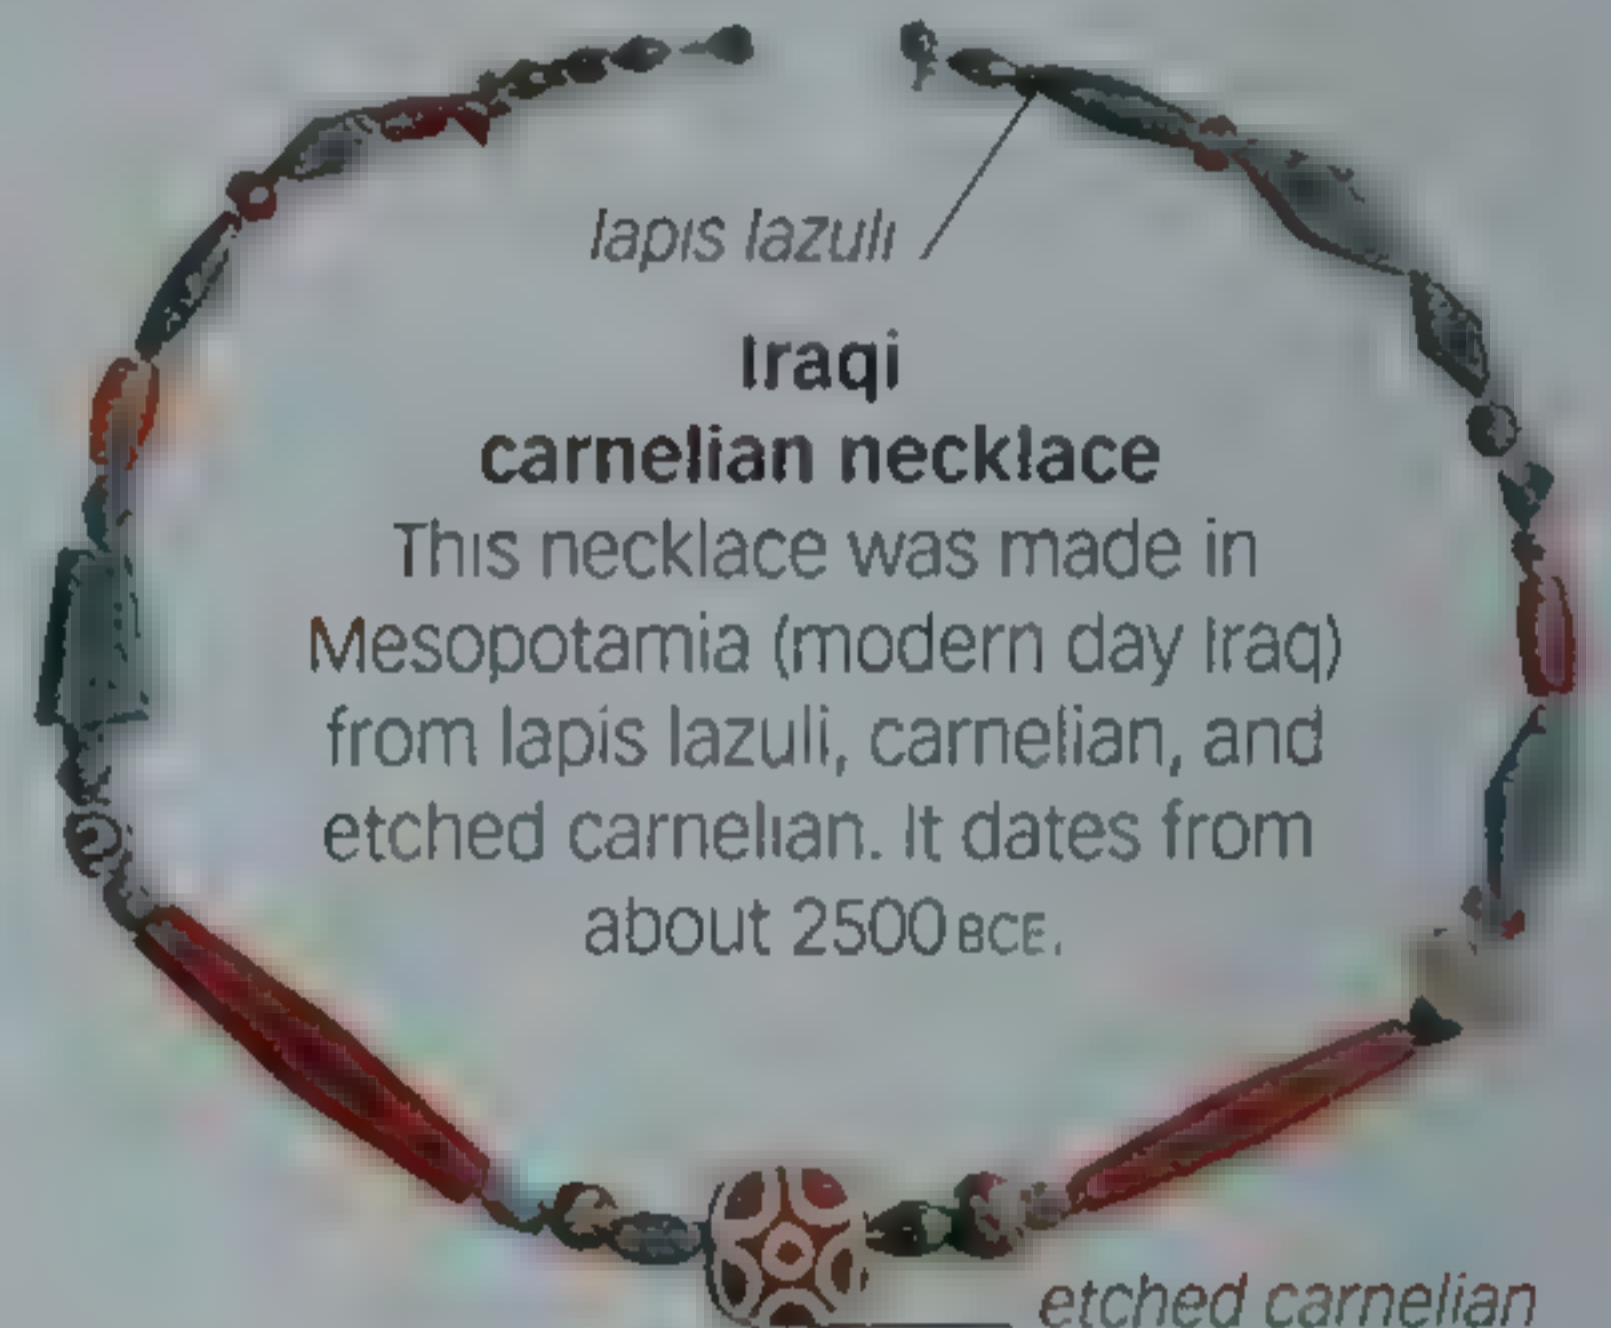 lapis lazuli
Iraqi
carnelian necklace
This necklace was made in
Mesopotamia (modern day Iraq)
from lapis lazuli, carnelian, and
etched carnelian. It dates from
about 2500 BCE.
etched carnelian